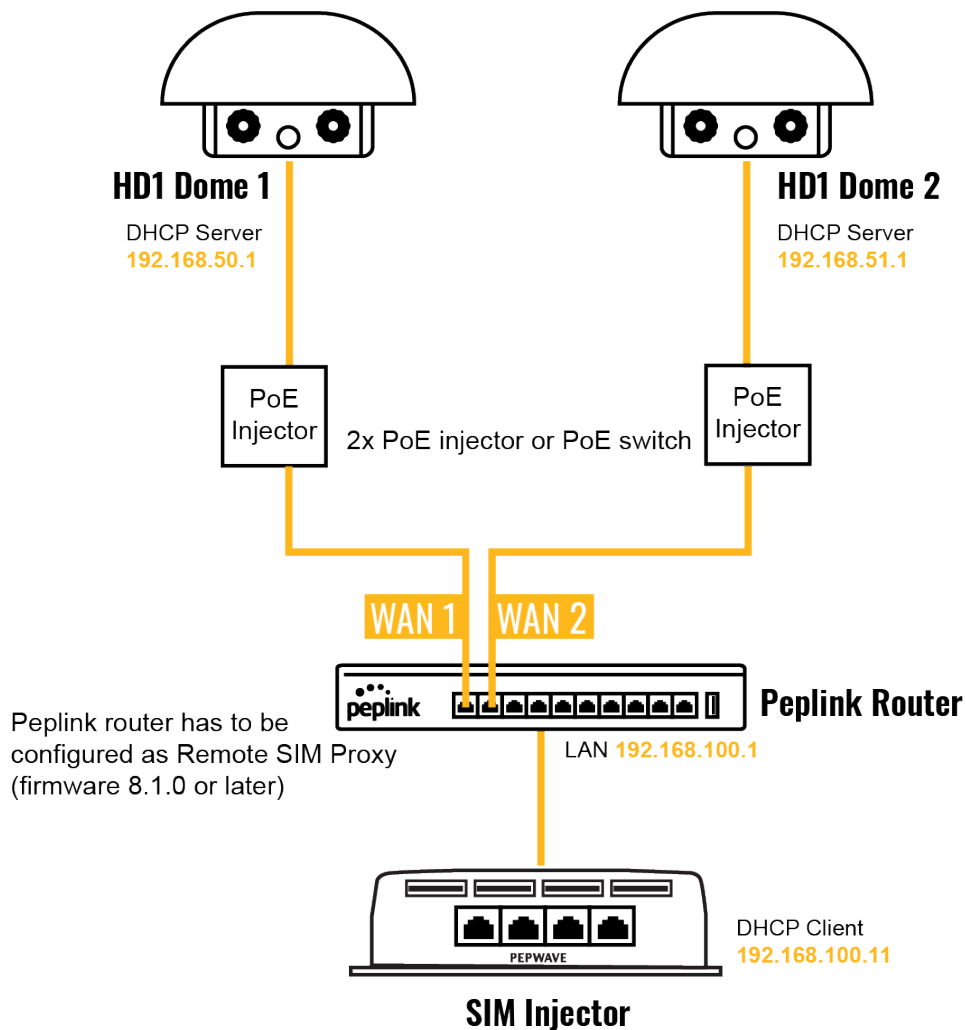 HD1 Dome 1
DHCP Server
192.168.50.1
HD1 Dome 2
DHCP Server
192.168.51.1
PoE
Injector
2x PoE injector or PoE switch
PoE
Injector
WAN 1
WAN 2
peplink
Peplink Router
Peplink router has to be
configured as Remote SIM Proxy
(firmware 8.1.0 or later)
LAN 192.168.100.1
PEPWAVE
DHCP Client
192.168.100.11
SIM Injector